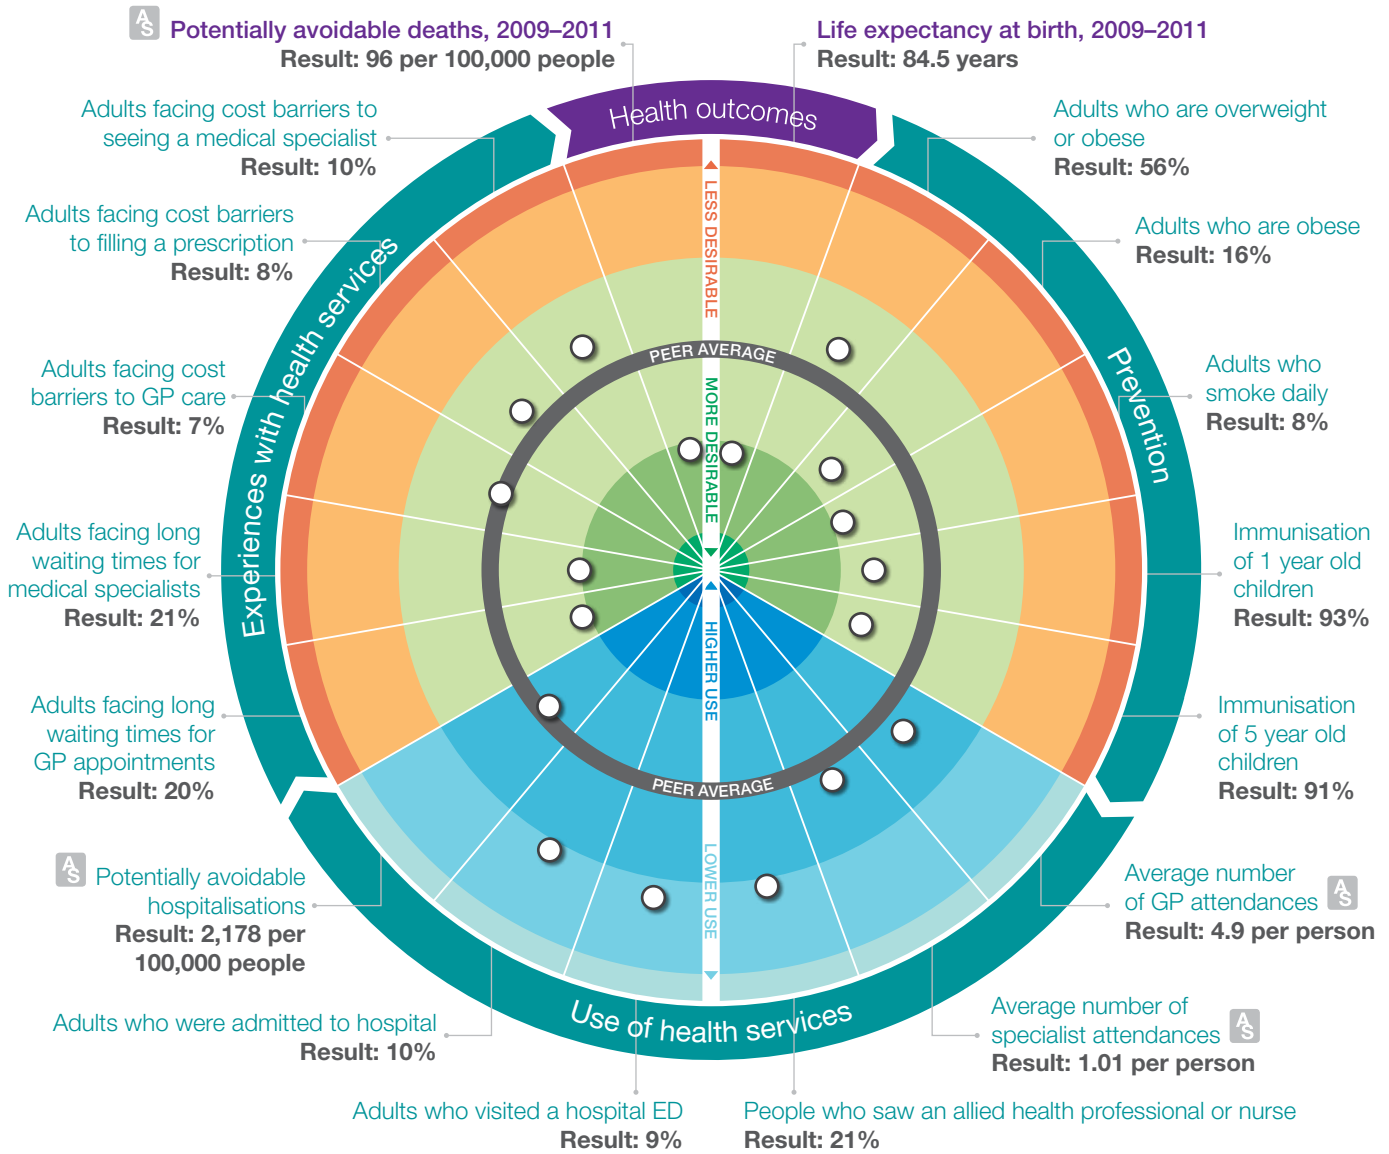 AS Potentially avoidable deaths, 2009–2011
Result: 96 per 100,000 people
Life expectancy at birth, 2009–2011
Result: 84.5 years
Adults facing cost barriers to
seeing a medical specialist
Result: 10%
Health outcomes
Adults who are overweight
or obese
Result: 56%
Adults facing cost barriers
to filling a prescription
Result: 8%
Adults who are obese
Result: 16%
Adults facing cost
barriers to GP care
Result: 7%
Adults who
smoke daily
Result: 8%
Experiences with health services
Prevention
LESS DESIRABLE
PEER AVERAGE
MORE DESIRABLE
HIGHER USE
PEER AVERAGE
LOWER USE
Adults facing long
waiting times for
medical specialists
Result: 21%
Immunisation
of 1 year old
children
Result: 93%
Adults facing long
waiting times for
GP appointments
Result: 20%
Immunisation
of 5 year old
children
Result: 91%
AS Potentially avoidable
hospitalisations
Result: 2,178 per
100,000 people
Average number
of GP attendances AS
Result: 4.9 per person
Use of health services
Adults who were admitted to hospital
Result: 10%
Average number of
specialist attendances AS
Result: 1.01 per person
Adults who visited a hospital ED
Result: 9%
People who saw an allied health professional or nurse
Result: 21%